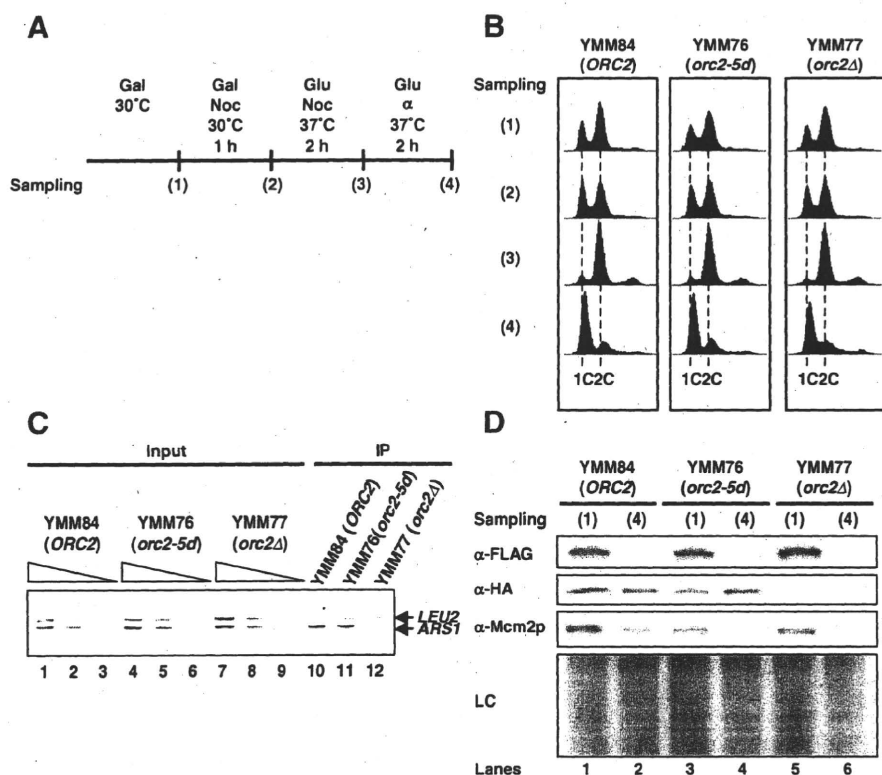 A
Gal
30°C
Gal
Noc
30°C
1 h
Glu
Noc
37°C
2 h
Glu
α
37°C
2 h
Sampling (1) (2) (3) (4)
B
YMM84
(ORC2)
YMM76
(orc2-5d)
YMM77
(orc2Δ)
Sampling
(1)
(2)
(3)
(4)
1C2C 1C2C 1C2C
C
Input IP
YMM84
(ORC2)
YMM76
(orc2-5d)
YMM77
(orc2Δ)
YMM84 (ORC2)
YMM76(orc2-5d)
YMM77 (orc2Δ)
LEU2
ARS1
1 2 3 4 5 6 7 8 9 10 11 12
D
YMM84
(ORC2)
YMM76
(orc2-5d)
YMM77
(orc2Δ)
Sampling (1) (4) (1) (4) (1) (4)
α-FLAG
α-HA
α-Mcm2p
LC
Lanes 1 2 3 4 5 6